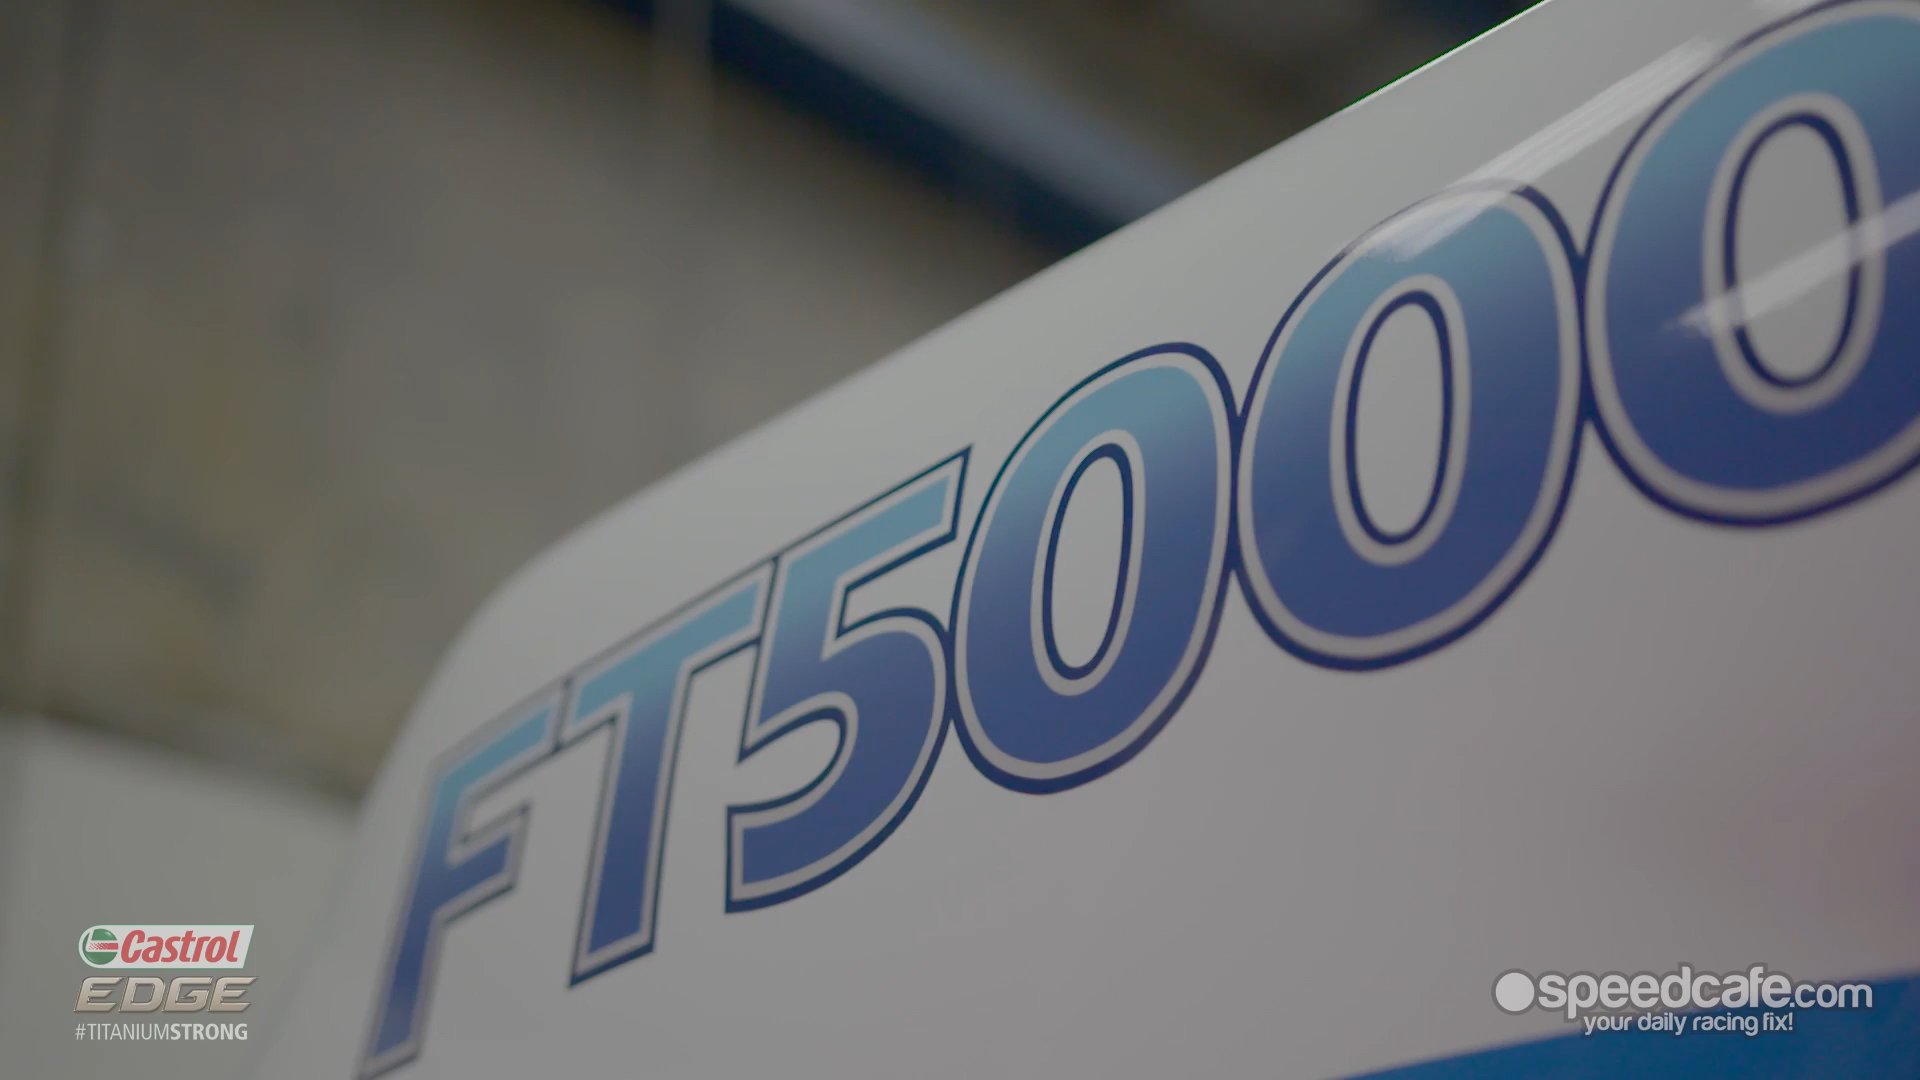 FT5000
Castrol
EDGE
#TITANIUMSTRONG
speedcafe.com
your daily racing fix!